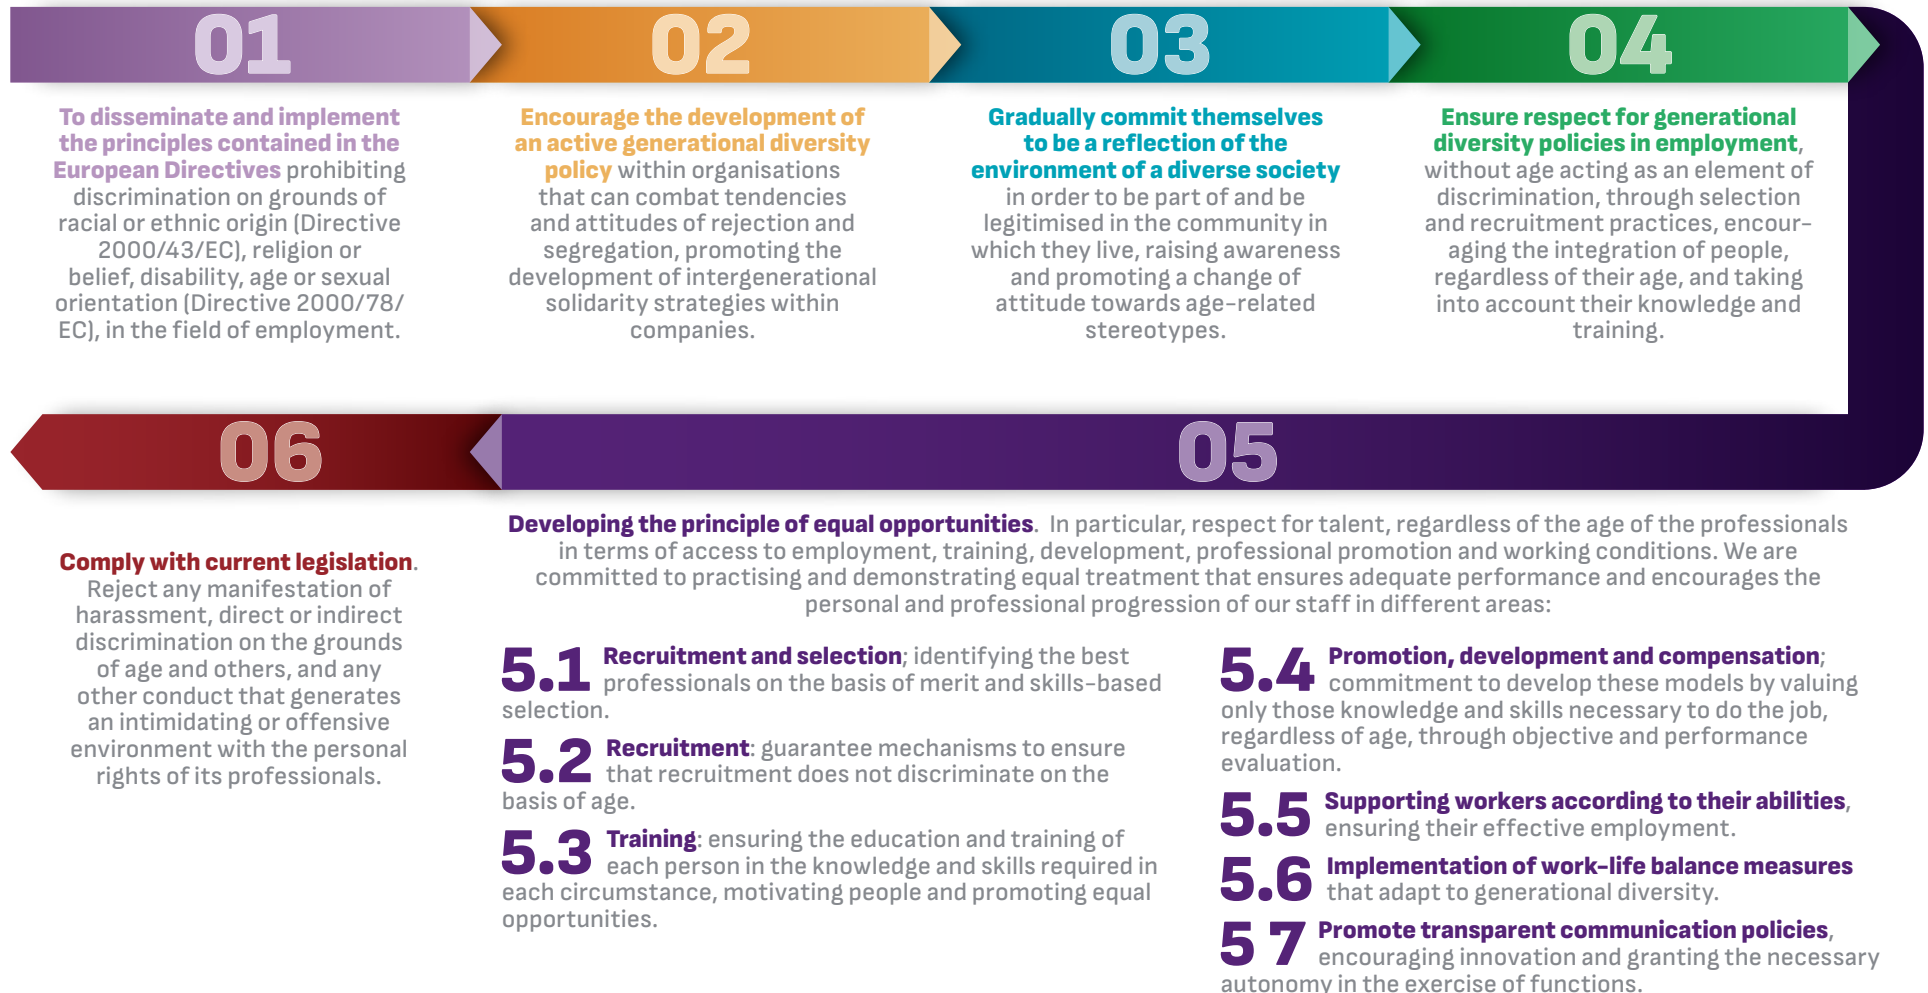 01
To disseminate and implement
the principles contained in the
European Directives prohibiting
discrimination on grounds of
racial or ethnic origin (Directive
2000/43/EC), religion or
belief, disability, age or sexual
orientation (Directive 2000/78/
EC), in the field of employment.
02
Encourage the development of
an active generational diversity
policy within organisations
that can combat tendencies
and attitudes of rejection and
segregation, promoting the
development of intergenerational
solidarity strategies within
companies.
03
Gradually commit themselves
to be a reflection of the
environment of a diverse society
in order to be part of and be
legitimised in the community in
which they live, raising awareness
and promoting a change of
attitude towards age-related
stereotypes.
04
Ensure respect for generational
diversity policies in employment,
without age acting as an element of
discrimination, through selection
and recruitment practices, encour-
aging the integration of people,
regardless of their age, and taking
into account their knowledge and
training.
05
Developing the principle of equal opportunities. In particular, respect for talent, regardless of the age of the professionals
in terms of access to employment, training, development, professional promotion and working conditions. We are
committed to practising and demonstrating equal treatment that ensures adequate performance and encourages the
personal and professional progression of our staff in different areas:
5.1 Recruitment and selection; identifying the best
professionals on the basis of merit and skills-based
selection.
5.2 Recruitment: guarantee mechanisms to ensure
that recruitment does not discriminate on the
basis of age.
5.3 Training: ensuring the education and training of
each person in the knowledge and skills required in
each circumstance, motivating people and promoting equal
opportunities.
5.4 Promotion, development and compensation;
commitment to develop these models by valuing
only those knowledge and skills necessary to do the job,
regardless of age, through objective and performance
evaluation.
5.5 Supporting workers according to their abilities,
ensuring their effective employment.
5.6 Implementation of work-life balance measures
that adapt to generational diversity.
5 7 Promote transparent communication policies,
encouraging innovation and granting the necessary
autonomy in the exercise of functions.
06
Comply with current legislation.
Reject any manifestation of
harassment, direct or indirect
discrimination on the grounds
of age and others, and any
other conduct that generates
an intimidating or offensive
environment with the personal
rights of its professionals.